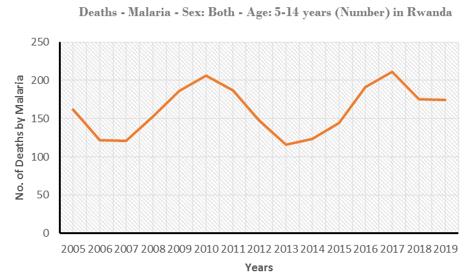 Deaths - Malaria - Sex: Both - Age: 5-14 years (Number) in Rwanda
250
200
150
100
50
0
No. of Deaths by Malaria
2005 2006 2007 2008 2009 2010 2011 2012 2013 2014 2015 2016 2017 2018 2019
Years